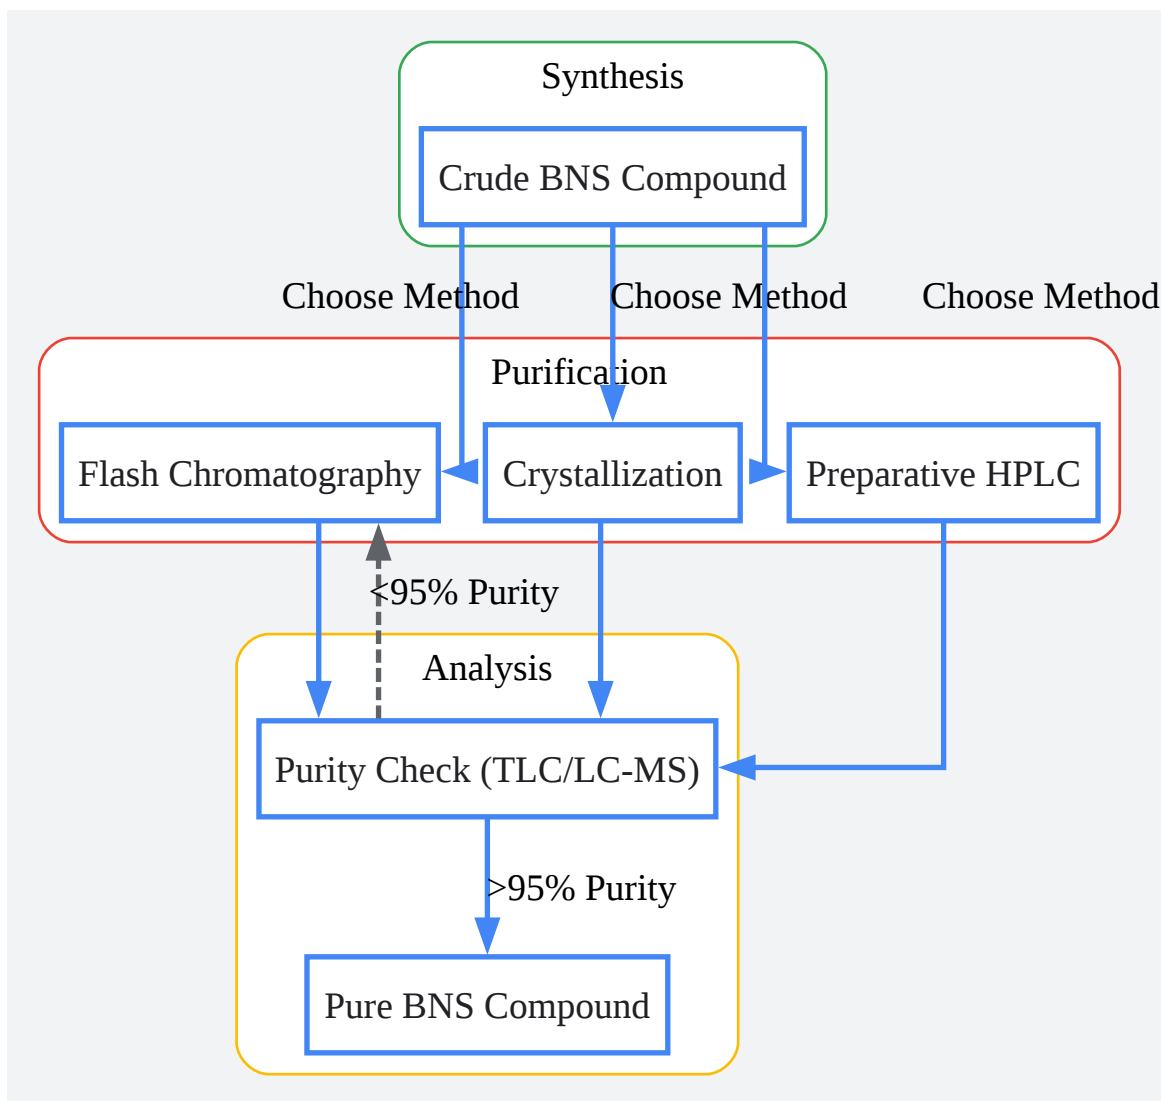 Synthesis
Crude BNS Compound
Choose Method
Choose Method
Choose Method
Purification
Flash Chromatography
Crystallization
Preparative HPLC
<95% Purity
Analysis
Purity Check (TLC/LC-MS)
>95% Purity
Pure BNS Compound